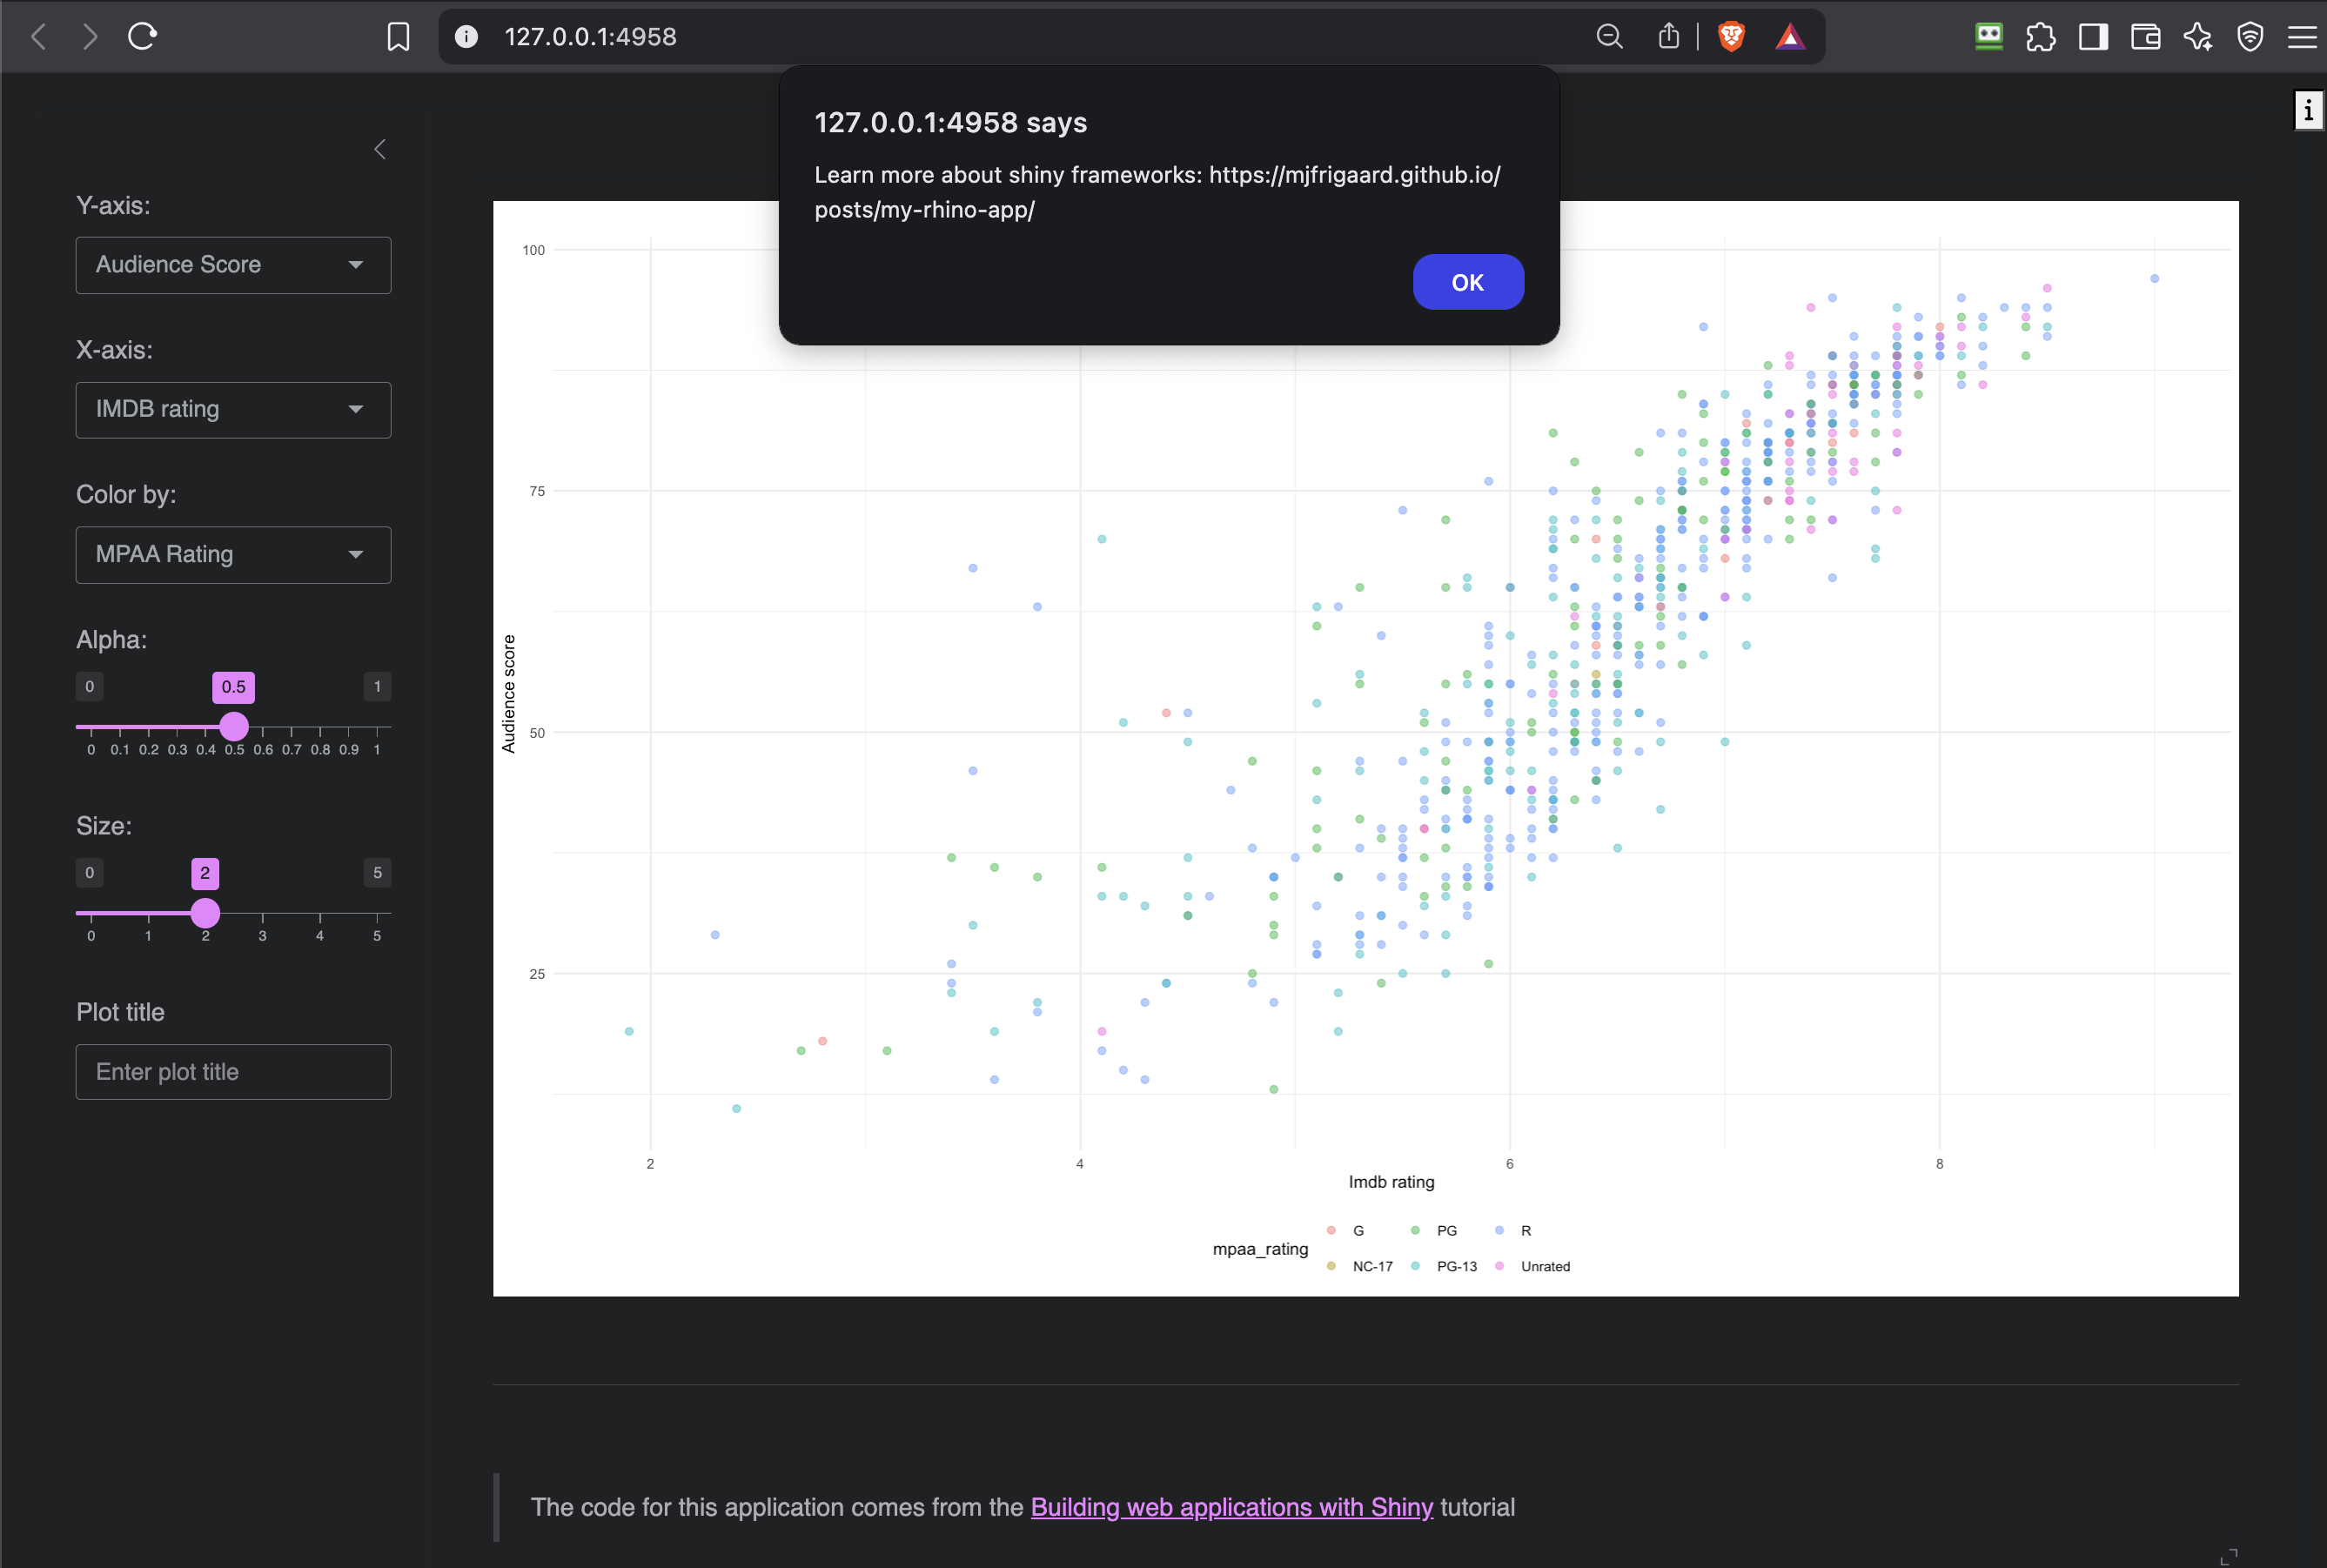 127.0.0.1:4958
127.0.0.1:4958 says
Learn more about shiny frameworks: https://mjfrigaard.github.io/
posts/my-rhino-app/
OK
i
Y-axis:
Audience Score
X-axis:
IMDB rating
Color by:
MPAA Rating
Alpha:
0 0.5 1
0 0.1 0.2 0.3 0.4 0.5 0.6 0.7 0.8 0.9 1
Size:
0 2 5
0 1 2 3 4 5
Plot title
Enter plot title
100
75
50
25
Audience score
2 4 6 8
Imdb rating
mpaa_rating
G PG R
NC-17 PG-13 Unrated
The code for this application comes from the Building web applications with Shiny tutorial